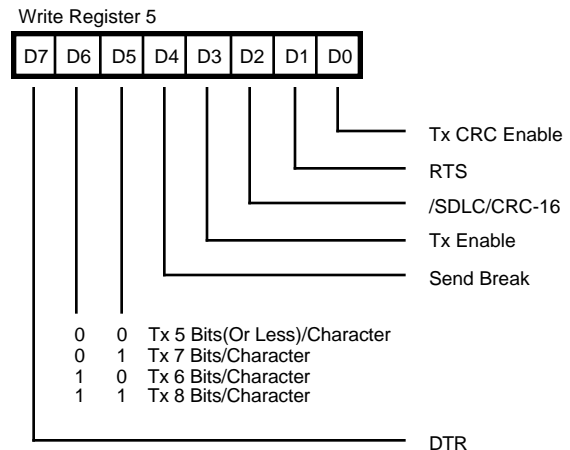 Write Register 5
D7 D6 D5 D4 D3 D2 D1 D0
Tx CRC Enable
RTS
/SDLC/CRC-16
Tx Enable
Send Break
0 0 Tx 5 Bits(Or Less)/Character
0 1 Tx 7 Bits/Character
1 0 Tx 6 Bits/Character
1 1 Tx 8 Bits/Character
DTR